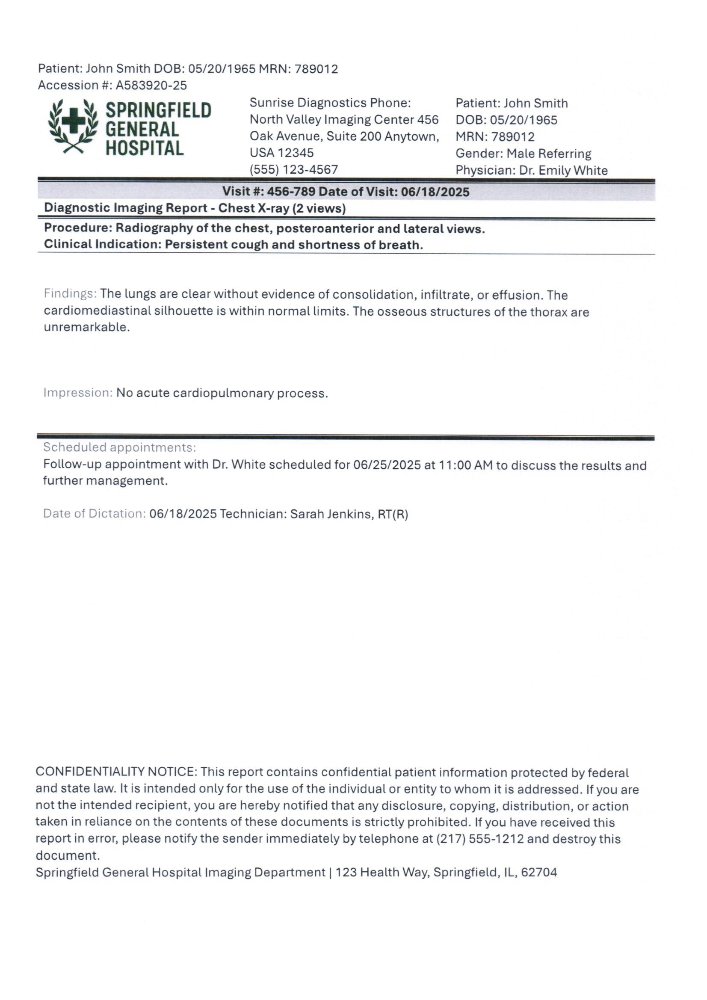 Patient: John Smith DOB: 05/20/1965 MRN: 789012
Accession #: A583920-25
SPRINGFIELD
GENERAL
HOSPITAL
Sunrise Diagnostics Phone:
North Valley Imaging Center 456
Oak Avenue, Suite 200 Anytown,
USA 12345
(555) 123-4567
Patient: John Smith
DOB: 05/20/1965
MRN: 789012
Gender: Male Referring
Physician: Dr. Emily White
Visit #: 456-789 Date of Visit: 06/18/2025
Diagnostic Imaging Report - Chest X-ray (2 views)
Procedure: Radiography of the chest, posteroanterior and lateral views.
Clinical Indication: Persistent cough and shortness of breath.
Findings: The lungs are clear without evidence of consolidation, infiltrate, or effusion. The
cardiomediastinal silhouette is within normal limits. The osseous structures of the thorax are
unremarkable.
Impression: No acute cardiopulmonary process.
Scheduled appointments:
Follow-up appointment with Dr. White scheduled for 06/25/2025 at 11:00 AM to discuss the results and
further management.
Date of Dictation: 06/18/2025 Technician: Sarah Jenkins, RT(R)
CONFIDENTIALITY NOTICE: This report contains confidential patient information protected by federal
and state law. It is intended only for the use of the individual or entity to whom it is addressed. If you are
not the intended recipient, you are hereby notified that any disclosure, copying, distribution, or action
taken in reliance on the contents of these documents is strictly prohibited. If you have received this
report in error, please notify the sender immediately by telephone at (217) 555-1212 and destroy this
document.
Springfield General Hospital Imaging Department | 123 Health Way, Springfield, IL, 62704